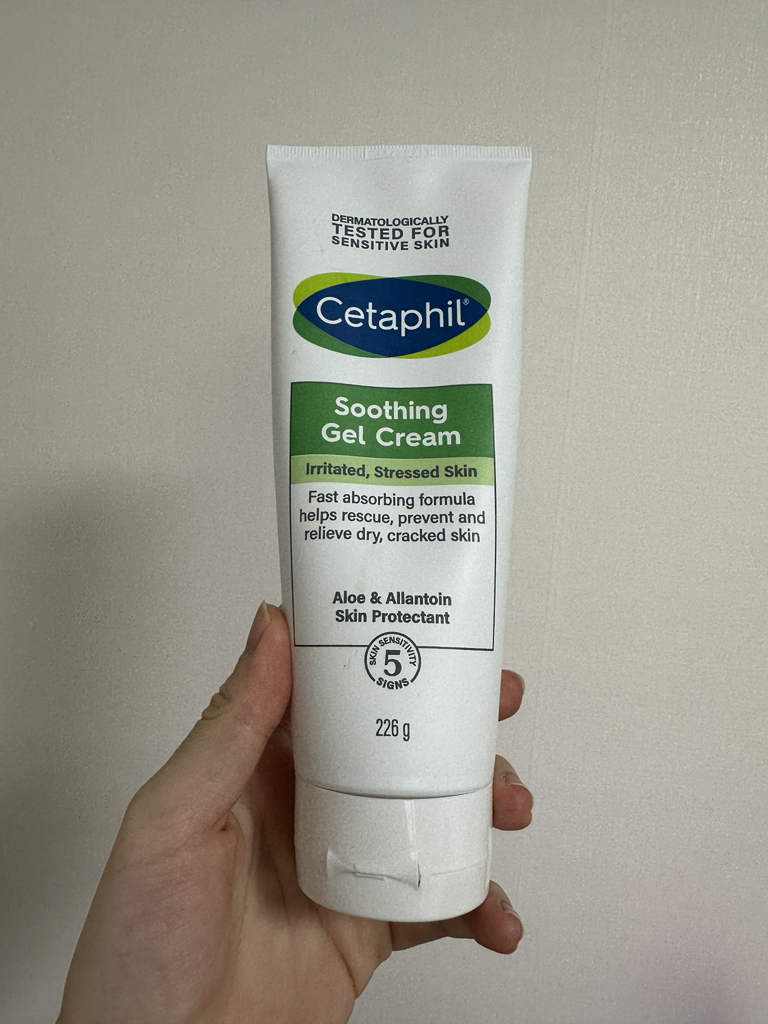 DERMATOLOGICALLY
TESTED FOR
SENSITIVE SKIN
Cetaphil®
Soothing
Gel Cream
Irritated, Stressed Skin
Fast absorbing formula
helps rescue, prevent and
relieve dry, cracked skin
Aloe & Allantoin
Skin Protectant
SKIN SENSITIVITY
5
SIGNS
226 g